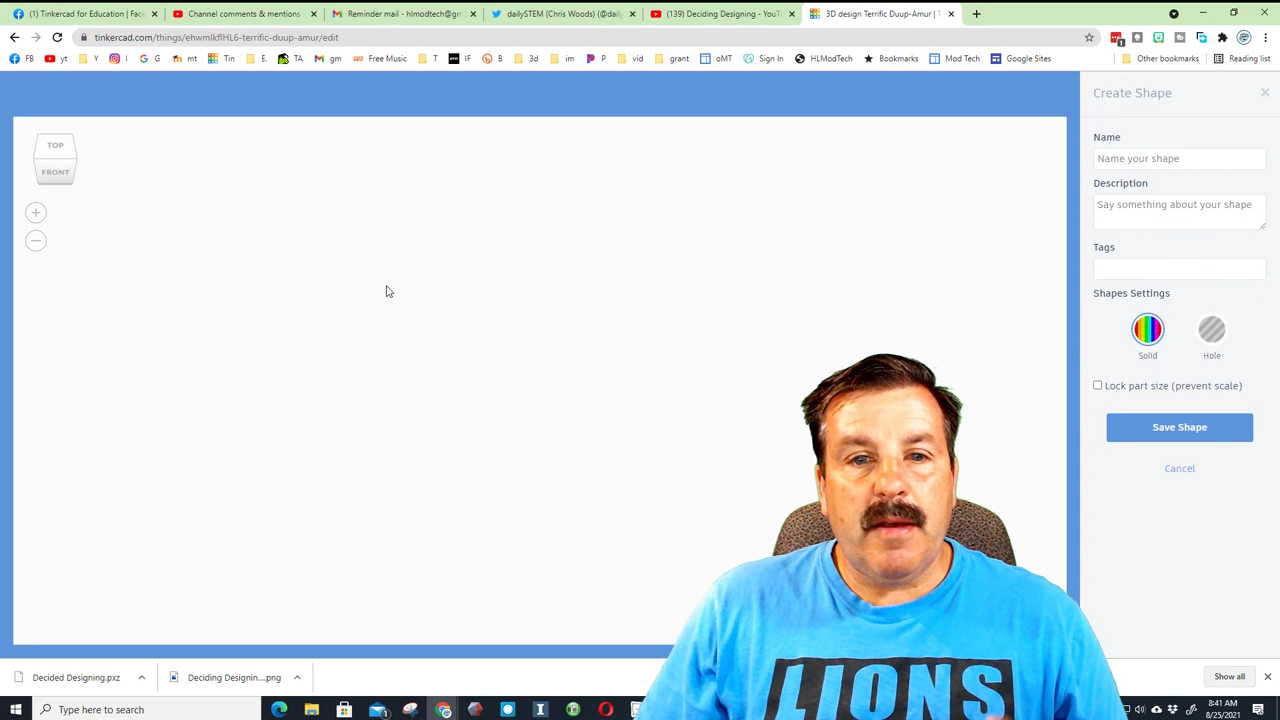 (1) Tinkercad for Education | Fac
Channel comments & mentions
Reminder mail - hlmodtech@gm
dailySTEM (Chris Woods) (@daily
(139) Deciding Designing - YouTu
3D design Terrific Duup-Amur | T
tinkercad.com/things/ehwmIkfIHL6-terrific-duup-amur/edit
FB
yt
Y
I
G
mt
Tin
E.
TA
gm
Free Music
T
IF
B
3d
im
P
vid
grant
oMT
Sign In
HLModTech
Bookmarks
Mod Tech
Google Sites
Other bookmarks
Reading list
TOP
FRONT
Create Shape
Name
Name your shape
Description
Say something about your shape
Tags
Shapes Settings
Solid
Hole
Lock part size (prevent scale)
Save Shape
Cancel
LIONS
Decided Designing.pxz
Deciding Designin....png
Show all
Type here to search
8:41 AM
8/25/2021